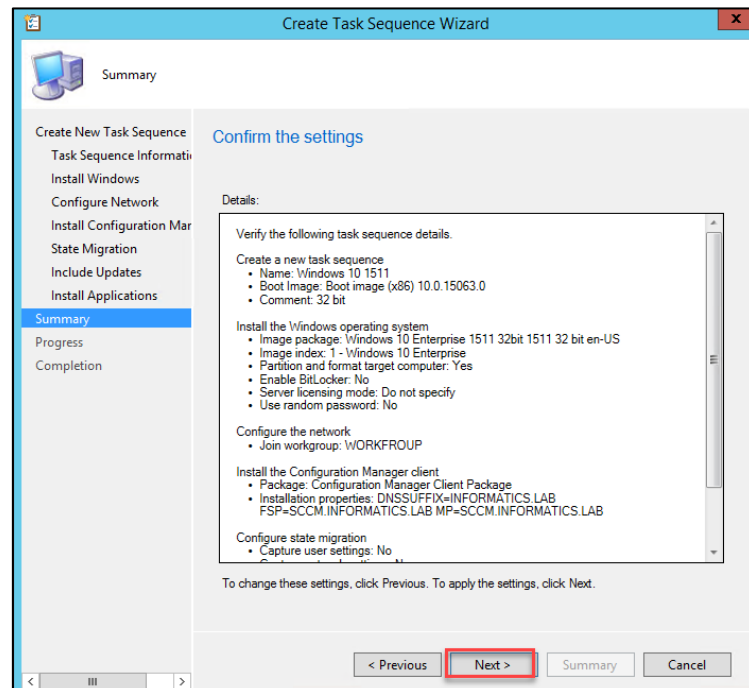 Create Task Sequence Wizard
x
Summary
Create New Task Sequence
Task Sequence Informati
Install Windows
Configure Network
Install Configuration Mar
State Migration
Include Updates
Install Applications
Summary
Progress
Completion
Confirm the settings
Details:
Verify the following task sequence details.
Create a new task sequence
• Name: Windows 10 1511
• Boot Image: Boot image (x86) 10.0.15063.0
• Comment: 32 bit
Install the Windows operating system
• Image package: Windows 10 Enterprise 1511 32bit 1511 32 bit en-US
• Image index: 1 - Windows 10 Enterprise
• Partition and format target computer: Yes
• Enable BitLocker: No
• Server licensing mode: Do not specify
• Use random password: No
Configure the network
• Join workgroup: WORKFROUP
Install the Configuration Manager client
• Package: Configuration Manager Client Package
• Installation properties: DNSSUFFIX=INFORMATICS.LAB
FSP=SCCM.INFORMATICS.LAB MP=SCCM.INFORMATICS.LAB
Configure state migration
• Capture user settings: No
To change these settings, click Previous. To apply the settings, click Next.
< Previous
Next >
Summary
Cancel